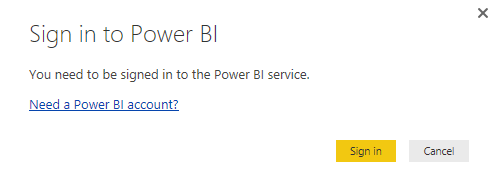 Sign in to Power BI
You need to be signed in to the Power BI service.
Need a Power BI account?
Sign in Cancel